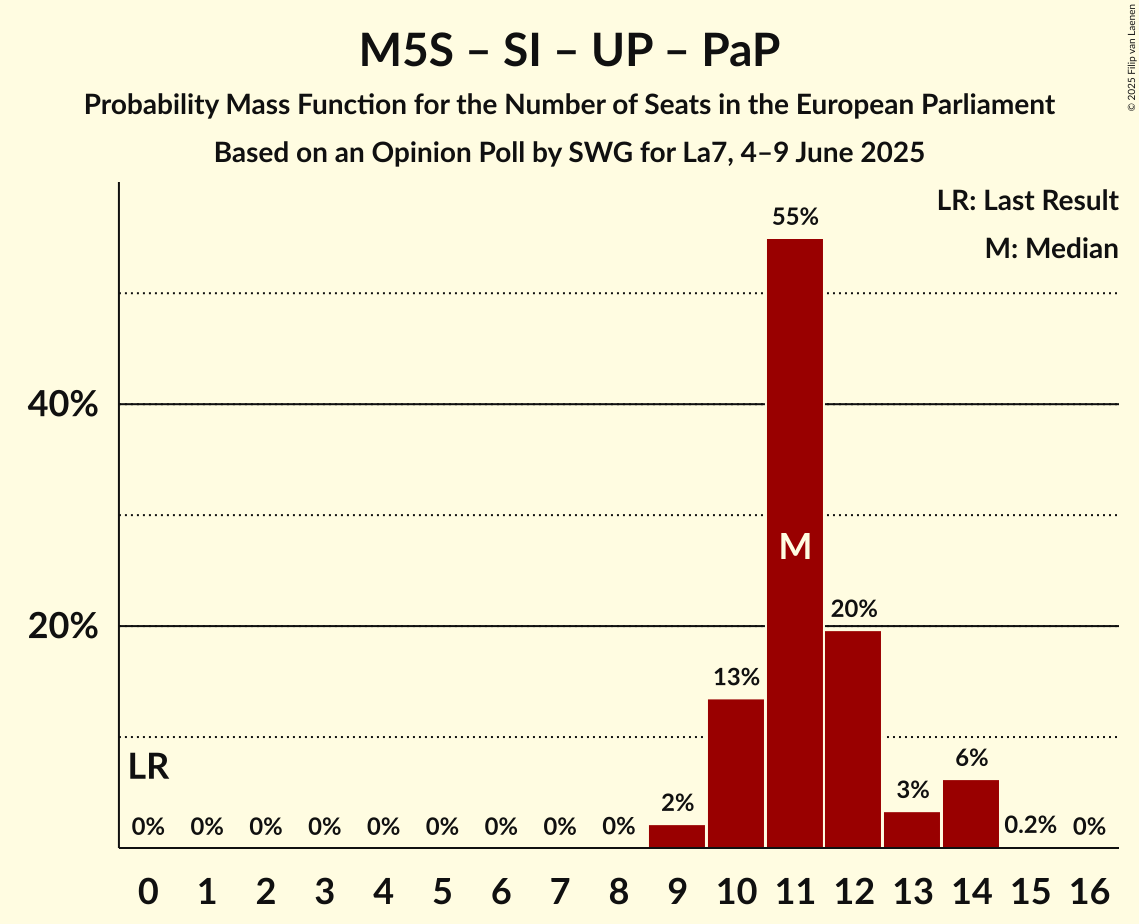 M5S – SI – UP – PaP
Probability Mass Function for the Number of Seats in the European Parliament
Based on an Opinion Poll by SWG for La7, 4–9 June 2025
© 2025 Filip van Laenen
LR: Last Result
M: Median
55%
40%
M
20%
20%
13%
LR
6%
3%
2%
0% 0% 0% 0% 0% 0% 0% 0% 0% 0.2% 0%
0 1 2 3 4 5 6 7 8 9 10 11 12 13 14 15 16